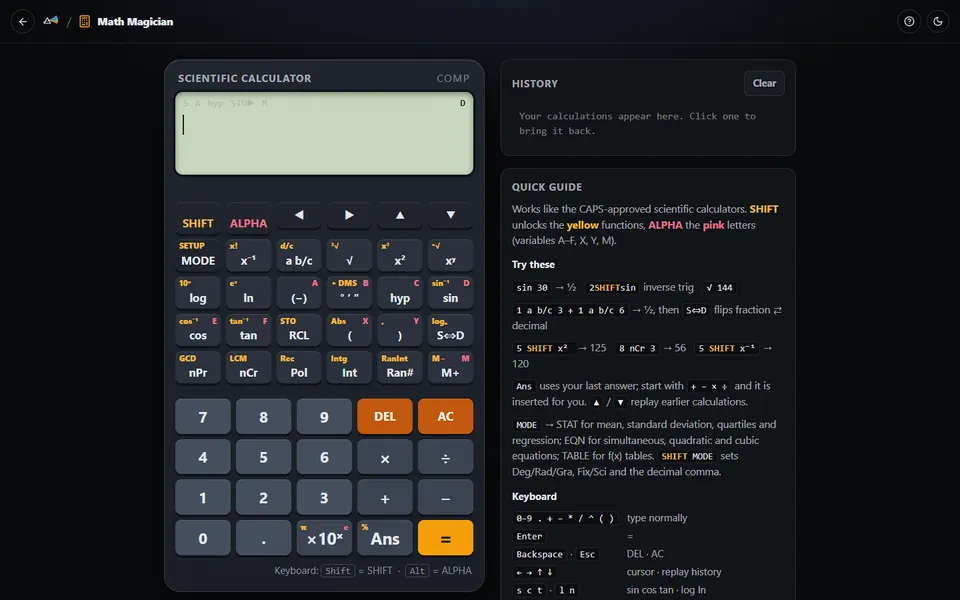 / Math Magician
SCIENTIFIC CALCULATOR COMP
S A hyp STO▶ M D
SHIFT ALPHA ◀ ▶ ▲ ▼
SETUP x! d/c ³√ x³ ˣ√
MODE x⁻¹ a b/c √ x² xʸ
10ˣ eˣ A ▸DMS B C sin⁻¹ D
log ln (−) ° ′ ″ hyp sin
cos⁻¹ E tan⁻¹ F STO Abs X , Y logₐ
cos tan RCL ( ) S⇔D
GCD LCM Rec Intg RanInt M− M
nPr nCr Pol Int Ran# M+
7 8 9 DEL AC
4 5 6 × ÷
1 2 3 + −
π e %
0 . ×10ˣ Ans =
Keyboard: Shift = SHIFT · Alt = ALPHA
HISTORY Clear
Your calculations appear here. Click one to
bring it back.
QUICK GUIDE
Works like the CAPS-approved scientific calculators. SHIFT
unlocks the yellow functions, ALPHA the pink letters
(variables A–F, X, Y, M).
Try these
sin 30 → ½ 2SHIFTsin inverse trig √ 144
1 a b/c 3 + 1 a b/c 6 → ½, then S⇔D flips fraction ⇄
decimal
5 SHIFT x² → 125 8 nCr 3 → 56 5 SHIFT x⁻¹ →
120
Ans uses your last answer; start with + − × ÷ and it is
inserted for you. ▲ / ▼ replay earlier calculations.
MODE → STAT for mean, standard deviation, quartiles and
regression; EQN for simultaneous, quadratic and cubic
equations; TABLE for f(x) tables. SHIFT MODE sets
Deg/Rad/Gra, Fix/Sci and the decimal comma.
Keyboard
0–9 . + - * / ^ ( ) type normally
Enter =
Backspace · Esc DEL · AC
← → ↑ ↓ cursor · replay history
s c t · l n sin cos tan · log ln